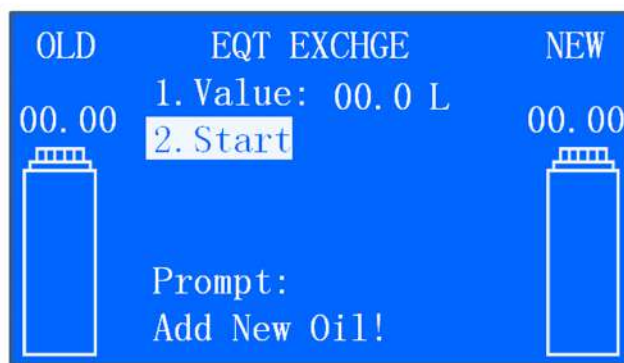 OLD EQT EXCHGE NEW
1.Value: 00.0 L
00.00 00.00
2.Start
Prompt:
Add New Oil!